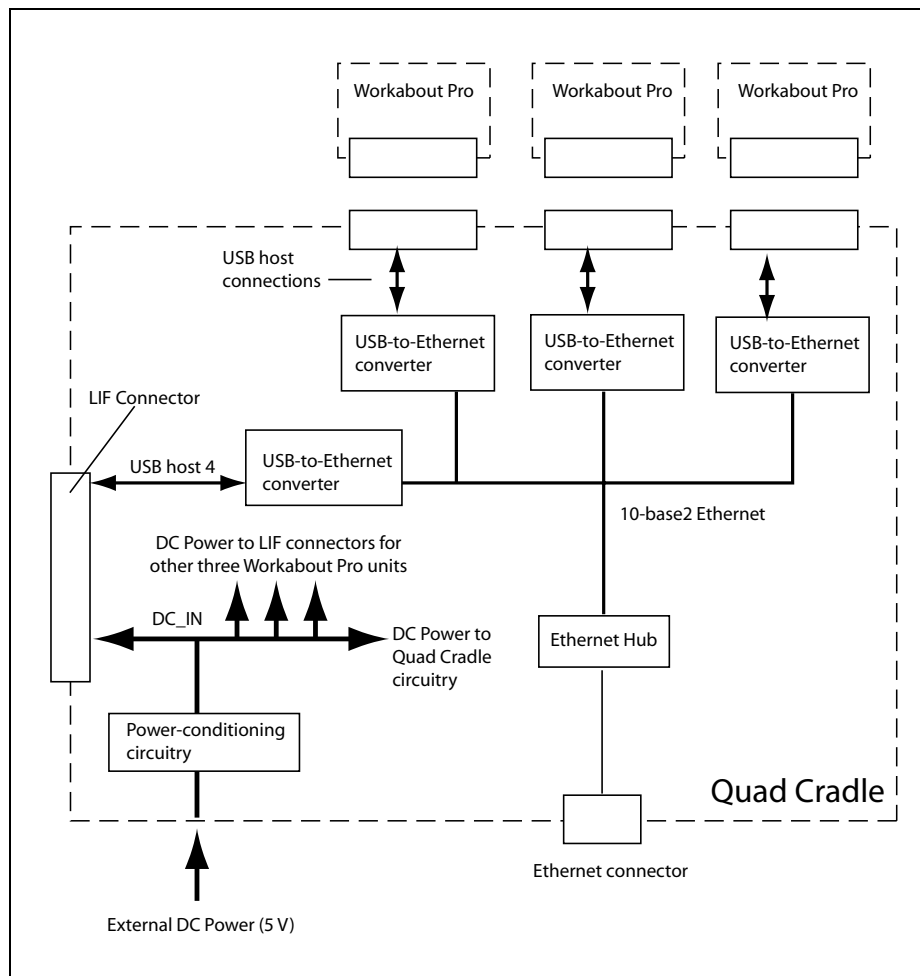 Workabout Pro
Workabout Pro
Workabout Pro
USB host
connections
USB-to-Ethernet
converter
USB-to-Ethernet
converter
USB-to-Ethernet
converter
LIF Connector
USB host 4
USB-to-Ethernet
converter
10-base2 Ethernet
DC Power to LIF connectors for
other three Workabout Pro units
DC_IN
DC Power to
Quad Cradle
circuitry
Ethernet Hub
Power-conditioning
circuitry
Quad Cradle
Ethernet connector
External DC Power (5 V)